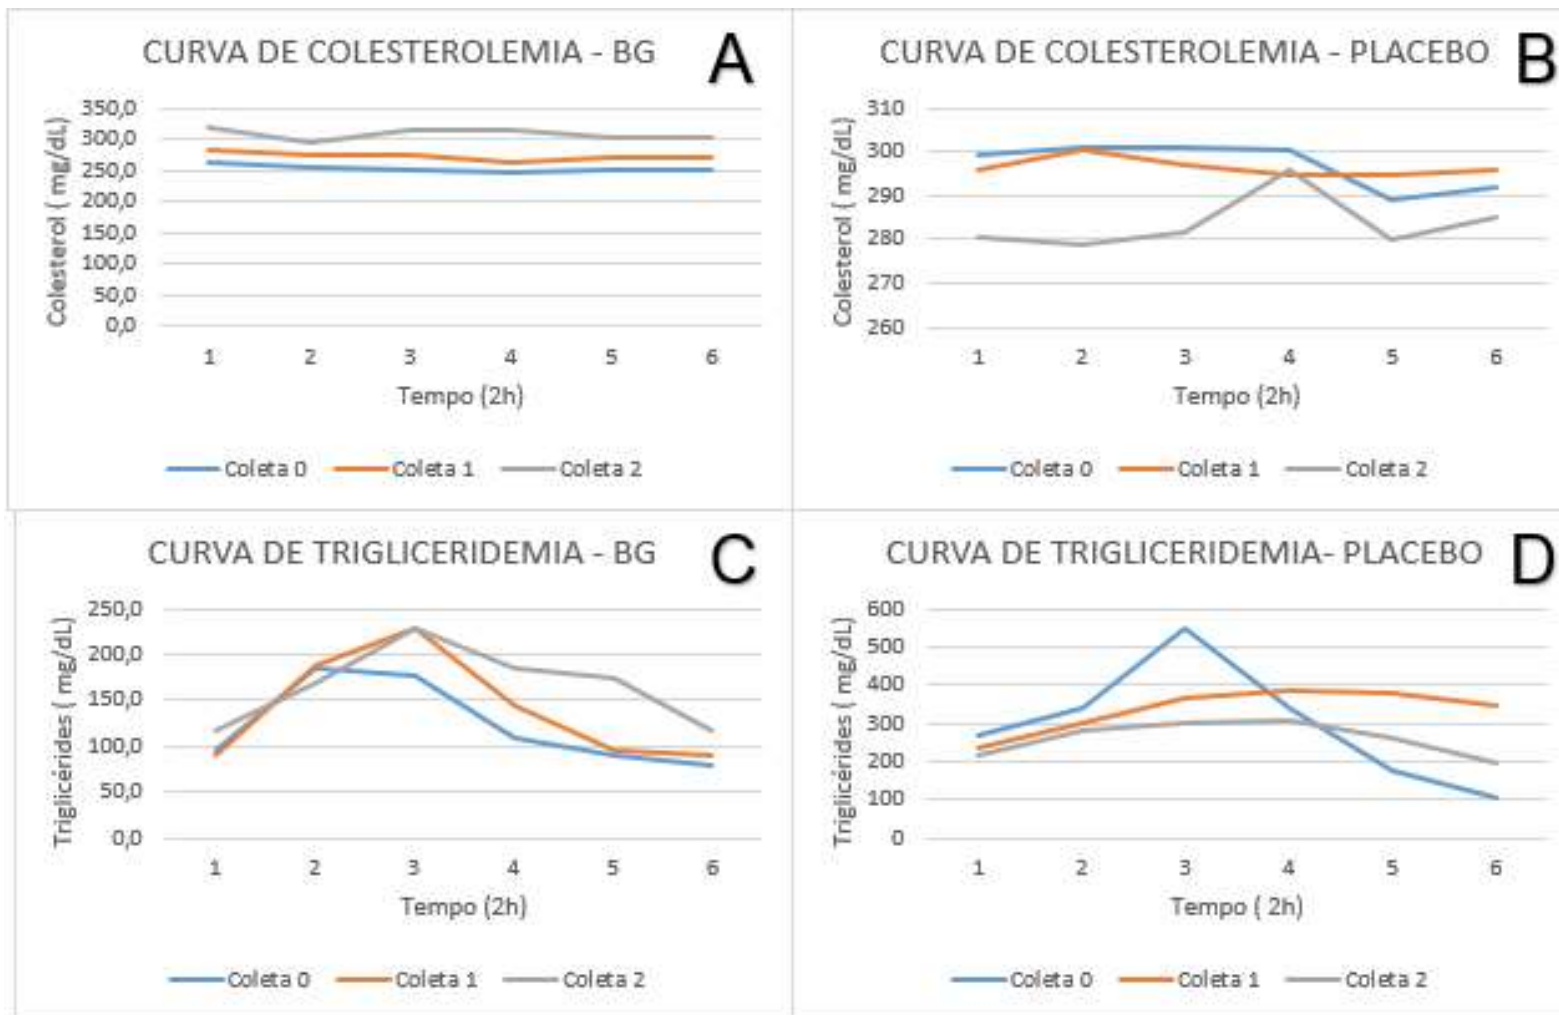 CURVA DE COLESTEROLEMIA - BG
A
Colesterol ( mg/dL)
350,0
300,0
250,0
200,0
150,0
100,0
50,0
0,0
1 2 3 4 5 6
Tempo (2h)
Coleta 0 Coleta 1 Coleta 2
CURVA DE COLESTEROLEMIA - PLACEBO
B
Colesterol ( mg/dL)
310
300
290
280
270
260
1 2 3 4 5 6
Tempo (2h)
Coleta 0 Coleta 1 Coleta 2
CURVA DE TRIGLICERIDEMIA - BG
C
Triglicérides ( mg/dL)
250,0
200,0
150,0
100,0
50,0
0,0
1 2 3 4 5 6
Tempo (2h)
Coleta 0 Coleta 1 Coleta 2
CURVA DE TRIGLICERIDEMIA- PLACEBO
D
Triglicérides ( mg/dL)
600
500
400
300
200
100
0
1 2 3 4 5 6
Tempo ( 2h)
Coleta 0 Coleta 1 Coleta 2